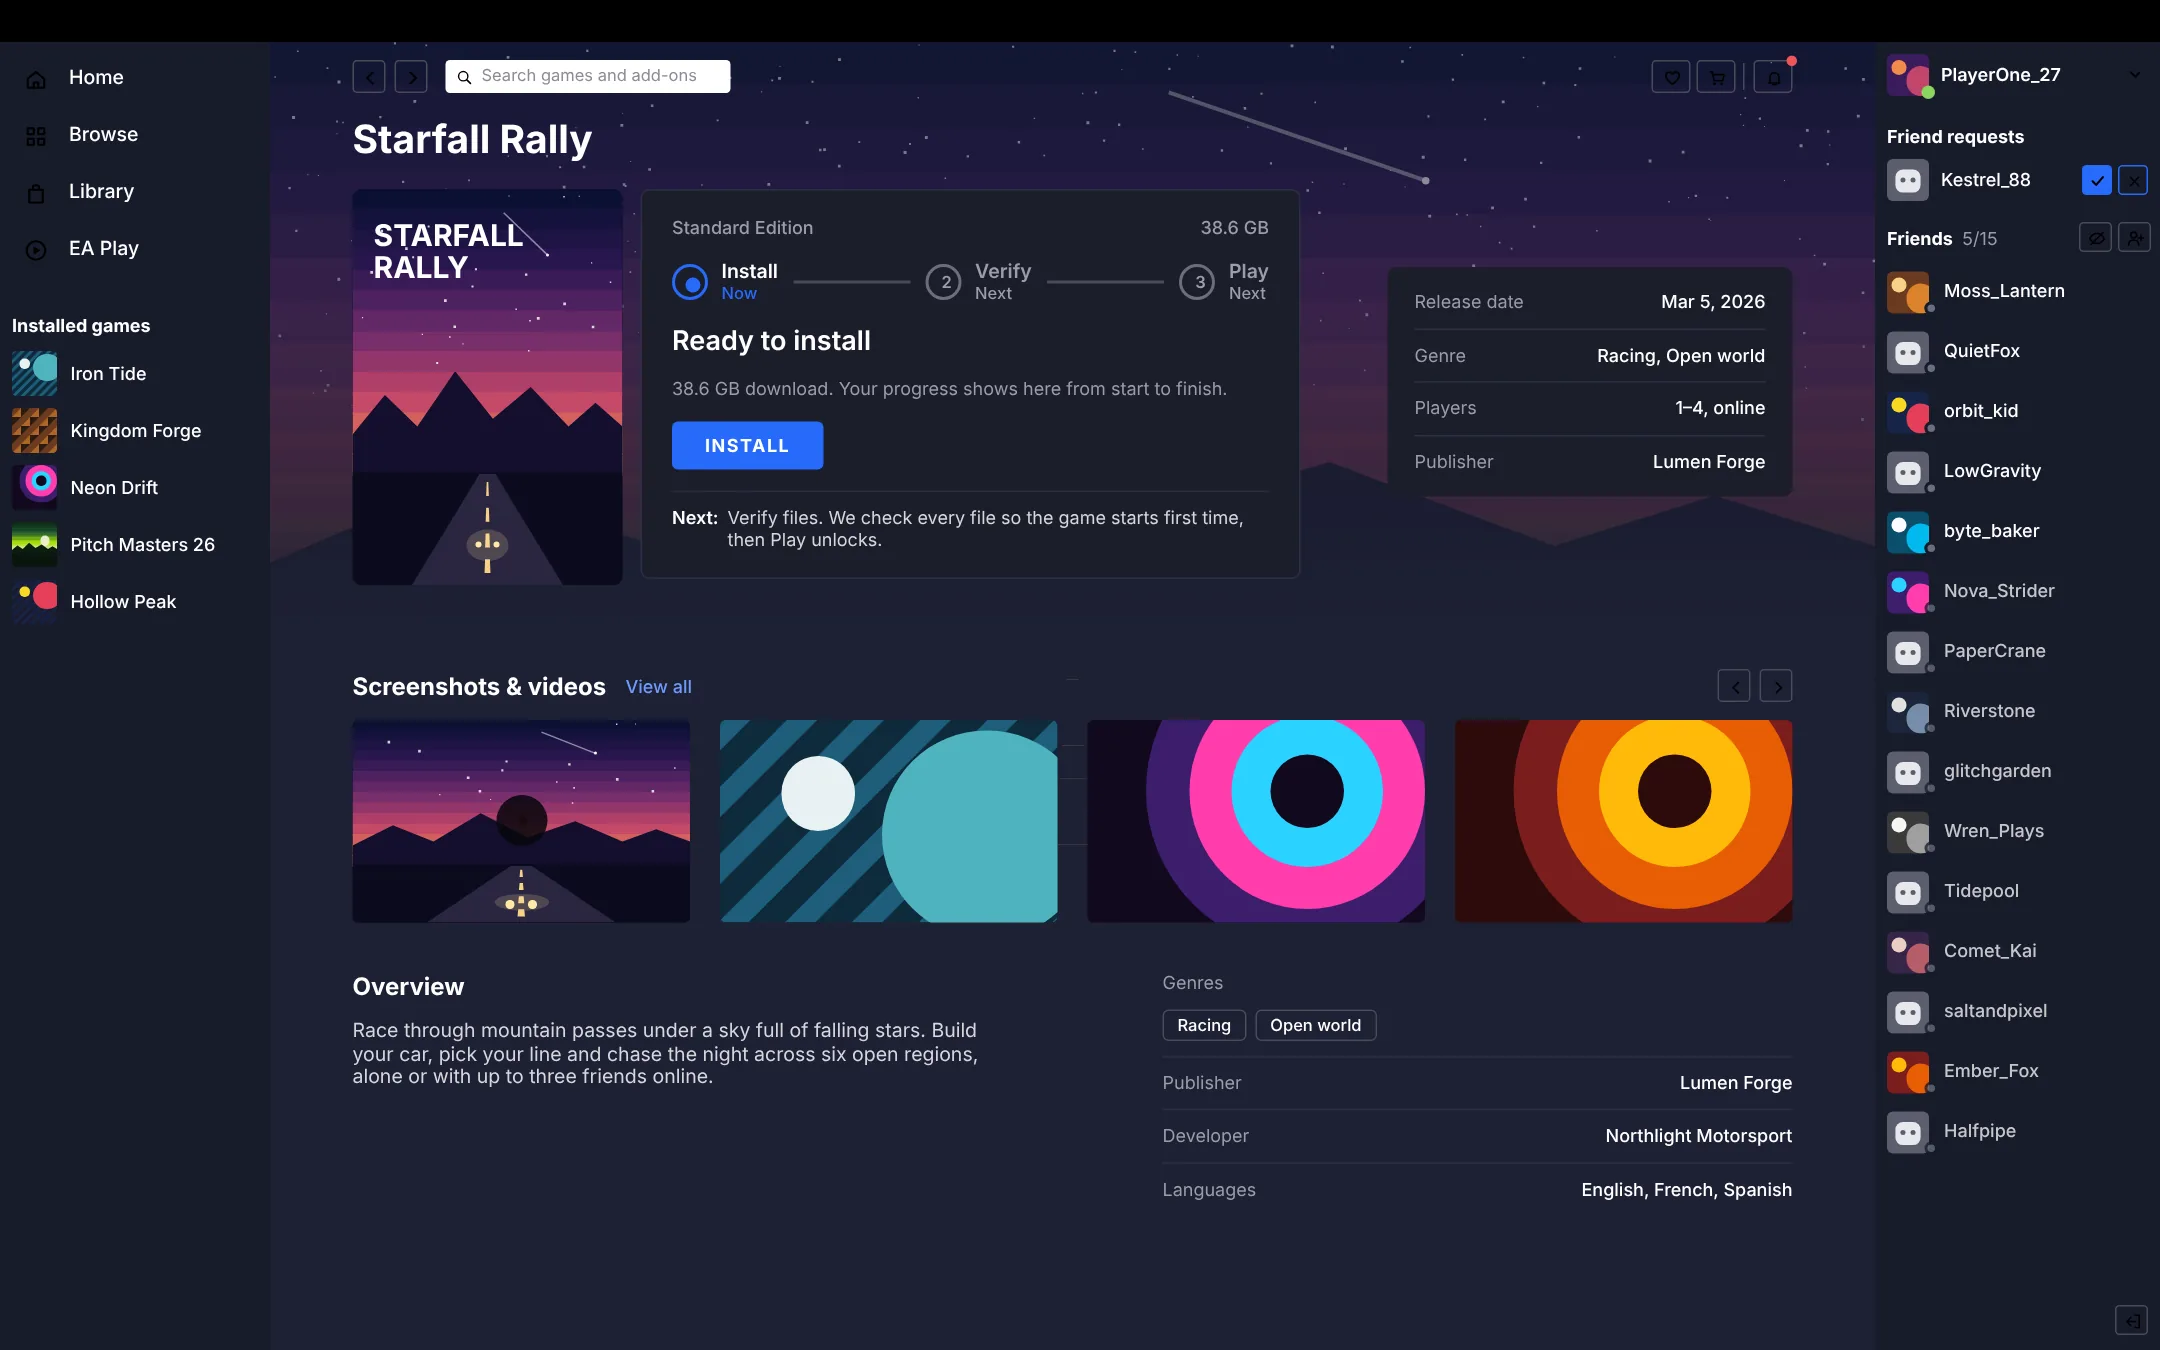 Home
Browse
Library
EA Play
Installed games
Iron Tide
Kingdom Forge
Neon Drift
Pitch Masters 26
Hollow Peak
Search games and add-ons
Starfall Rally
STARFALL
RALLY
Standard Edition
38.6 GB
Install
Now
2
Verify
Next
3
Play
Next
Ready to install
38.6 GB download. Your progress shows here from start to finish.
INSTALL
Next: Verify files. We check every file so the game starts first time,
then Play unlocks.
Release date Mar 5, 2026
Genre Racing, Open world
Players 1–4, online
Publisher Lumen Forge
Screenshots & videos View all
Overview
Race through mountain passes under a sky full of falling stars. Build
your car, pick your line and chase the night across six open regions,
alone or with up to three friends online.
Genres
Racing Open world
Publisher Lumen Forge
Developer Northlight Motorsport
Languages English, French, Spanish
PlayerOne_27
Friend requests
Kestrel_88
Friends 5/15
Moss_Lantern
QuietFox
orbit_kid
LowGravity
byte_baker
Nova_Strider
PaperCrane
Riverstone
glitchgarden
Wren_Plays
Tidepool
Comet_Kai
saltandpixel
Ember_Fox
Halfpipe